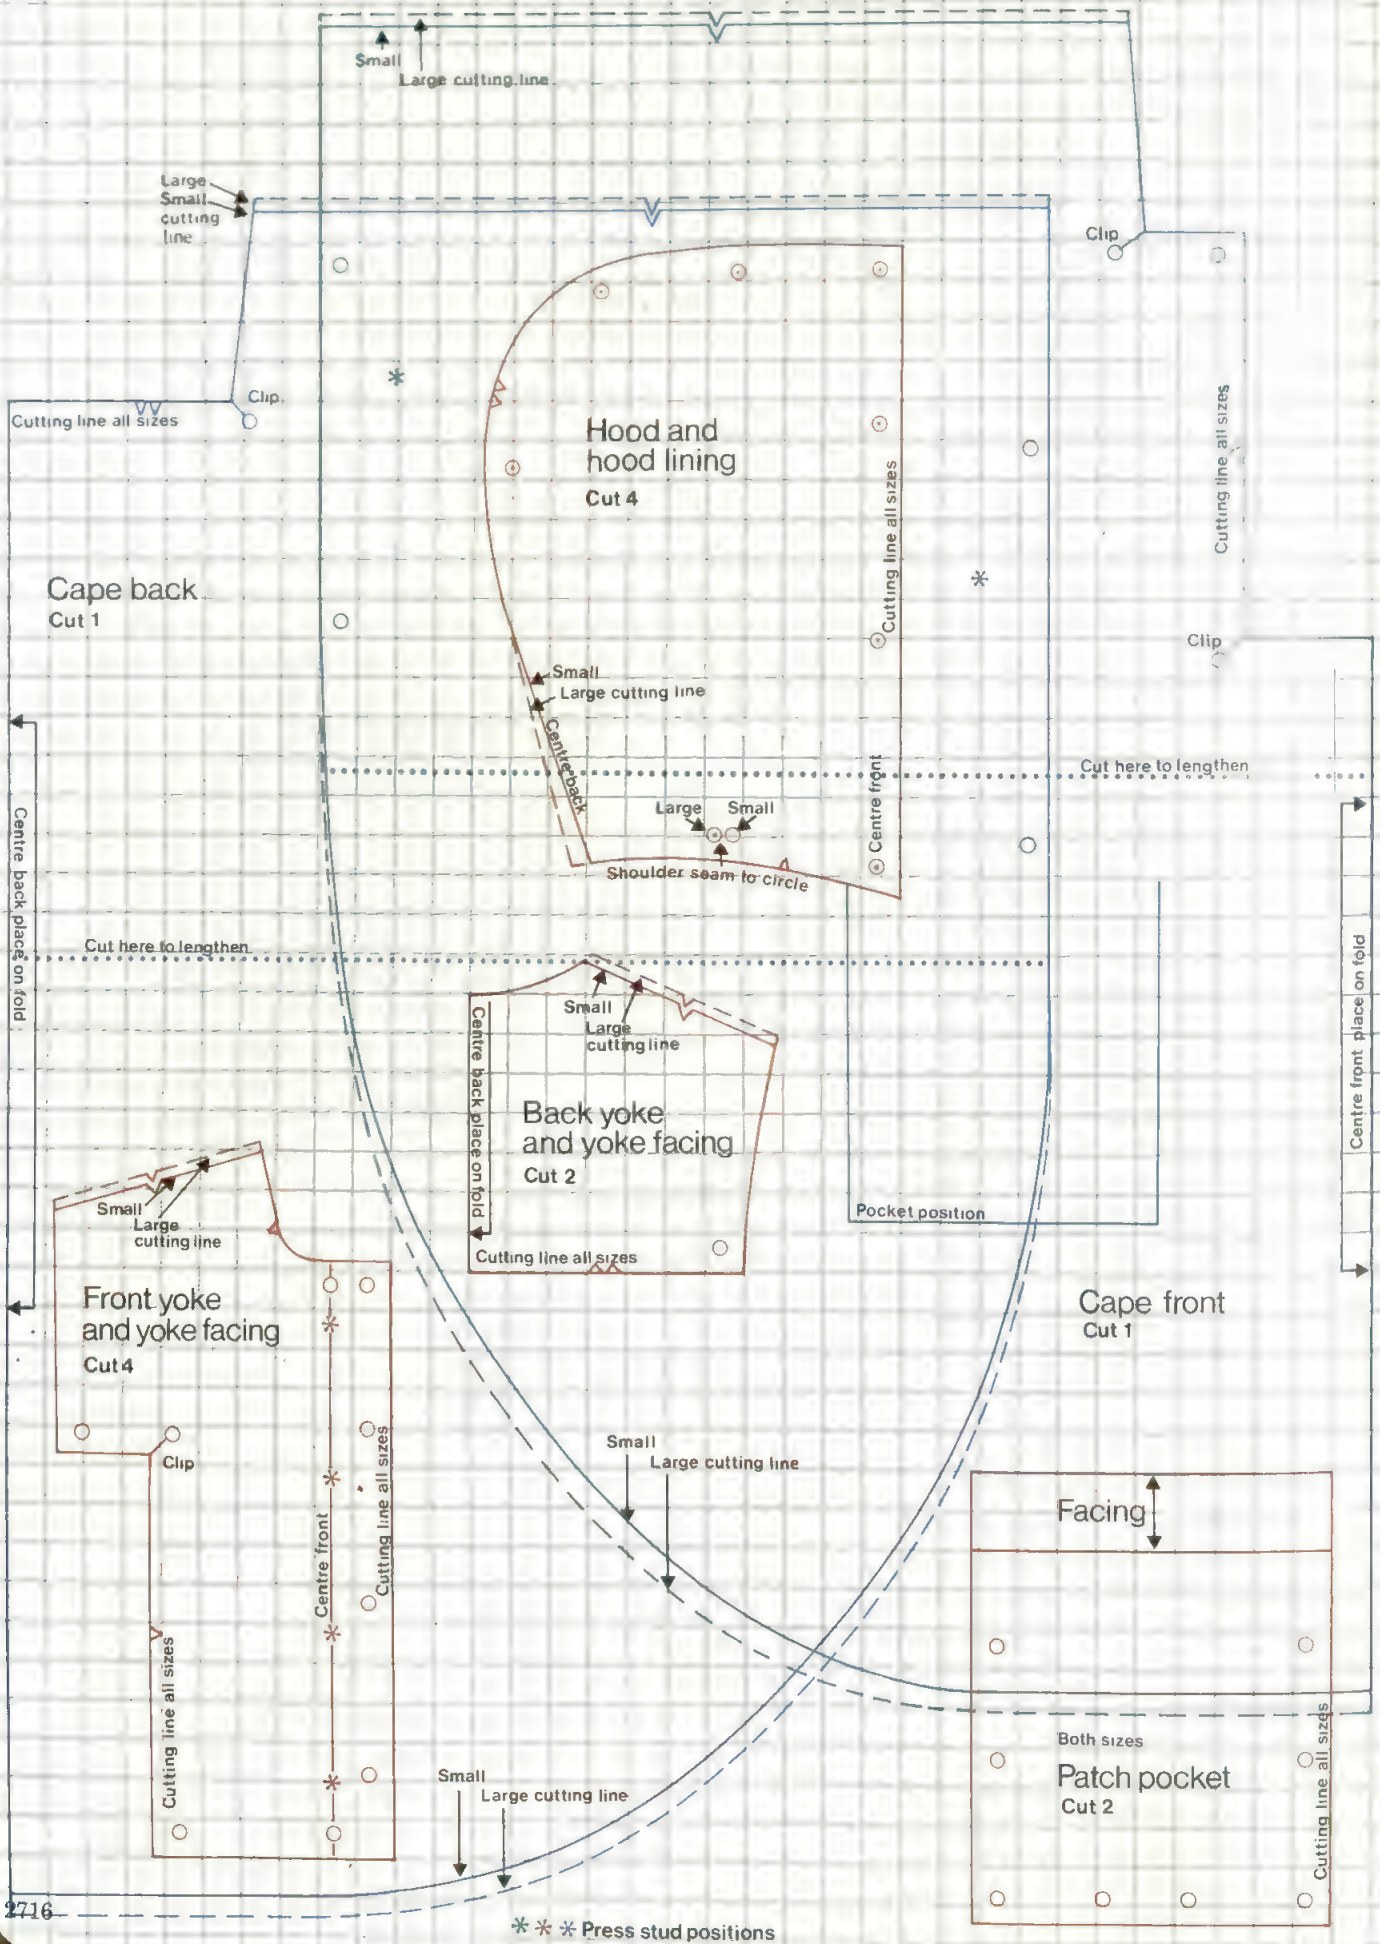 Small
Large cutting line
Large
Small
cutting
line
Clip
Clip
Cutting line all sizes
Cutting line all sizes
Hood and
hood lining
Cut 4
Cutting line all sizes
Cape back
Cut 1
Clip
Small
Large cutting line
Centre back
Cut here to lengthen
Centre front
Large Small
Shoulder seam to circle
Centre back place on fold
Cut here to lengthen
Centre front place on fold
Small
Large
cutting line
Centre back place on fold
Back yoke
and yoke facing
Cut 2
Cutting line all sizes
Pocket position
Small
Large
cutting line
Front yoke
and yoke facing
Cut 4
Clip
Centre front
Cutting line all sizes
Cutting line all sizes
Cape front
Cut 1
Small
Large cutting line
Facing
Both sizes
Patch pocket
Cut 2
Cutting line all sizes
Small
Large cutting line
2716
*** Press stud positions